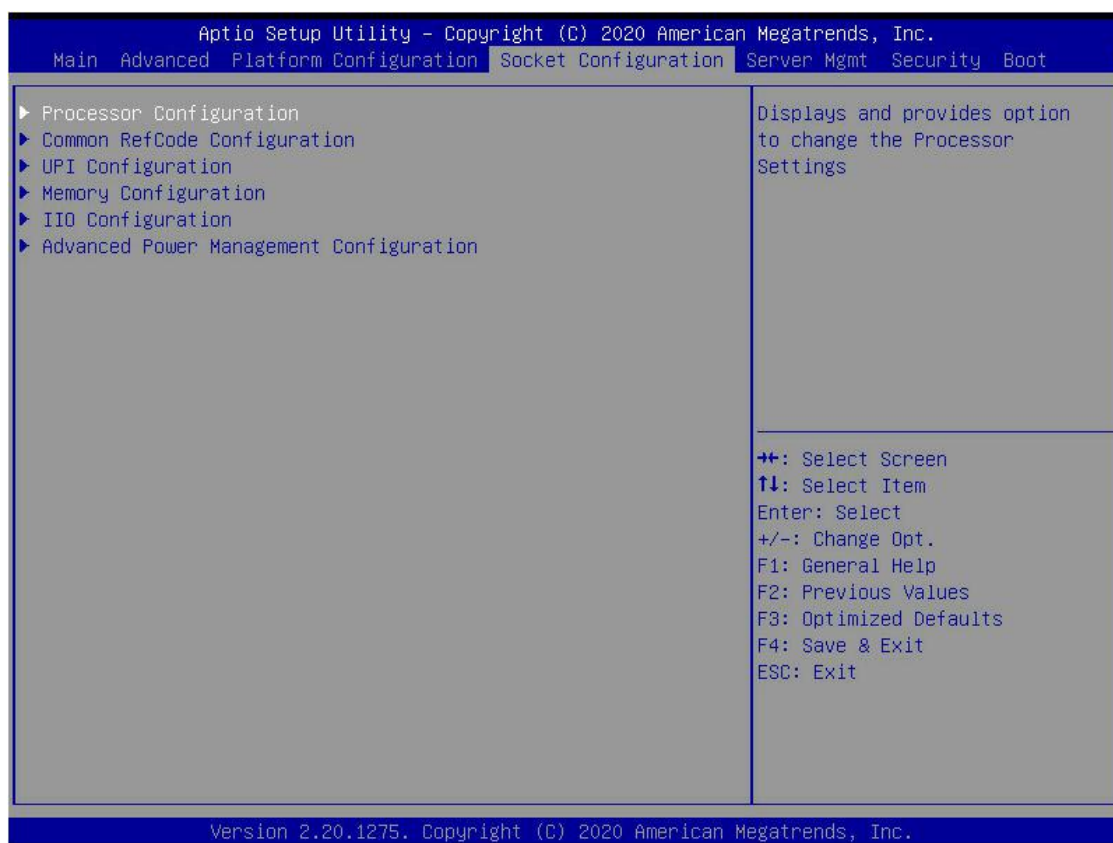 Aptio Setup Utility – Copyright (C) 2020 American Megatrends, Inc.
Main Advanced Platform Configuration Socket Configuration Server Mgmt Security Boot
▶ Processor Configuration
▶ Common RefCode Configuration
▶ UPI Configuration
▶ Memory Configuration
▶ IIO Configuration
▶ Advanced Power Management Configuration
Displays and provides option
to change the Processor
Settings
→←: Select Screen
↑↓: Select Item
Enter: Select
+/-: Change Opt.
F1: General Help
F2: Previous Values
F3: Optimized Defaults
F4: Save & Exit
ESC: Exit
Version 2.20.1275. Copyright (C) 2020 American Megatrends, Inc.